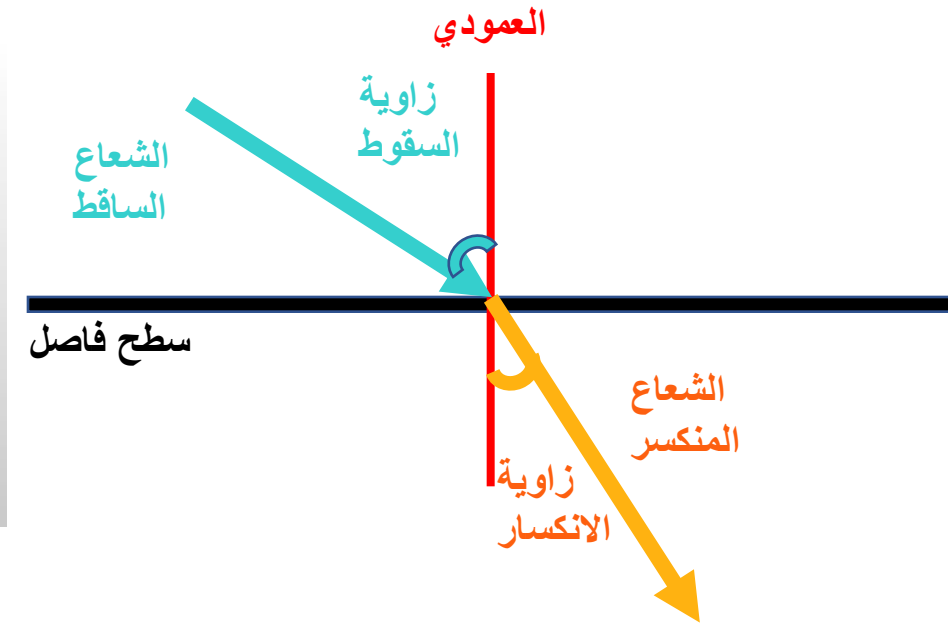 العمودي
زاوية
السقوط
الشعاع
الساقط
سطح فاصل
الشعاع
المنكسر
زاوية
الانكسار